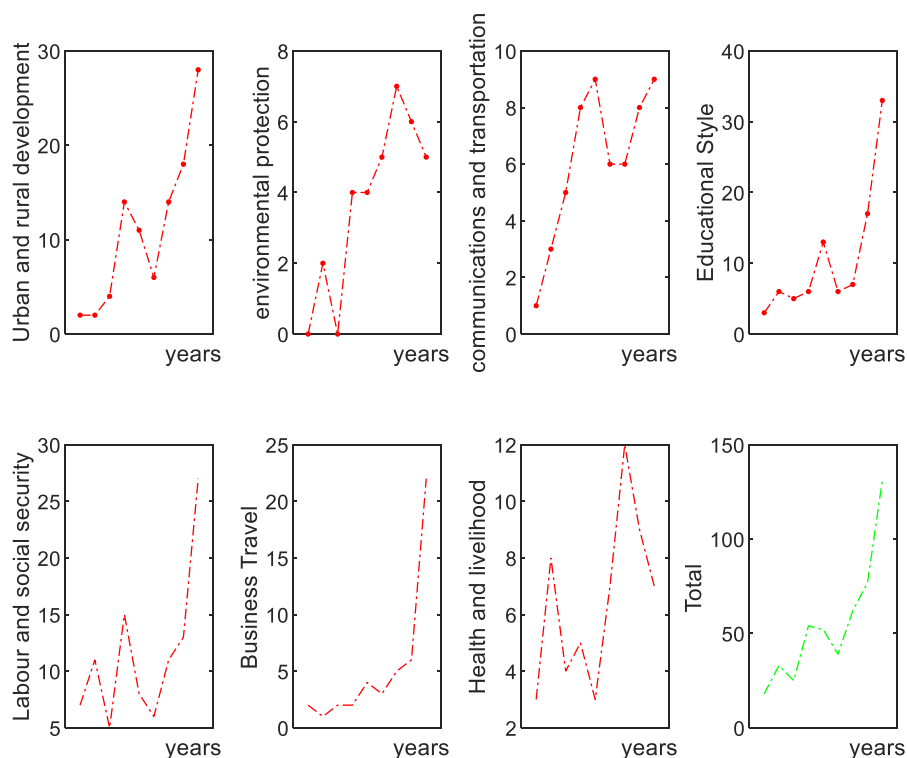 Urban and rural development
30
20
10
0
years
environmental protection
8
6
4
2
0
years
communications and transportation
10
8
6
4
2
0
years
Educational Style
40
30
20
10
0
years
Labour and social security
30
25
20
15
10
5
years
Business Travel
25
20
15
10
5
0
years
Health and livelihood
12
10
8
6
4
2
years
Total
150
100
50
0
years